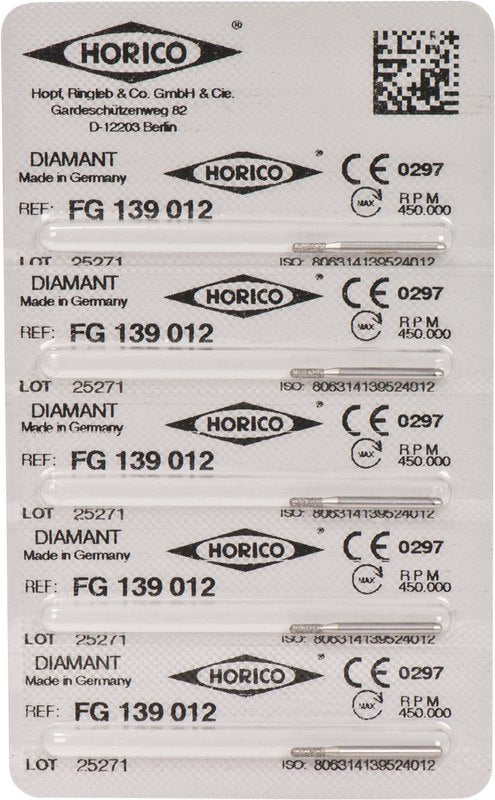 HORICO®
Hopf, Ringleb & Co. GmbH & Cie.
Gardeschützenweg 82
D-12203 Berlin
DIAMANT HORICO® CE 0297
Made in Germany
REF: FG 139 012 MAX RPM 450.000
LOT 25271 ISO: 806314139524012
DIAMANT HORICO® CE 0297
Made in Germany
REF: FG 139 012 MAX RPM 450.000
LOT 25271 ISO: 806314139524012
DIAMANT HORICO® CE 0297
Made in Germany
REF: FG 139 012 MAX RPM 450.000
LOT 25271 ISO: 806314139524012
DIAMANT HORICO® CE 0297
Made in Germany
REF: FG 139 012 MAX RPM 450.000
LOT 25271 ISO: 806314139524012
DIAMANT HORICO® CE 0297
Made in Germany
REF: FG 139 012 MAX RPM 450.000
LOT 25271 ISO: 806314139524012